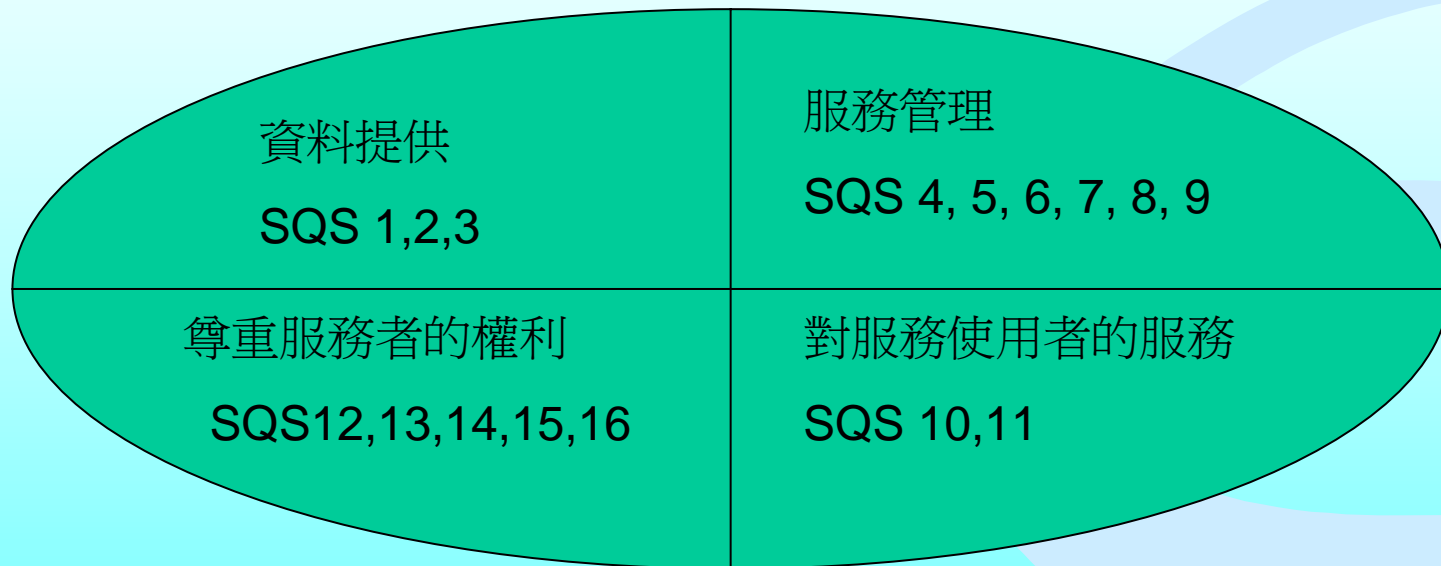 資料提供
SQS 1,2,3
服務管理
SQS 4, 5, 6, 7, 8, 9
尊重服務者的權利
SQS12,13,14,15,16
對服務使用者的服務
SQS 10,11